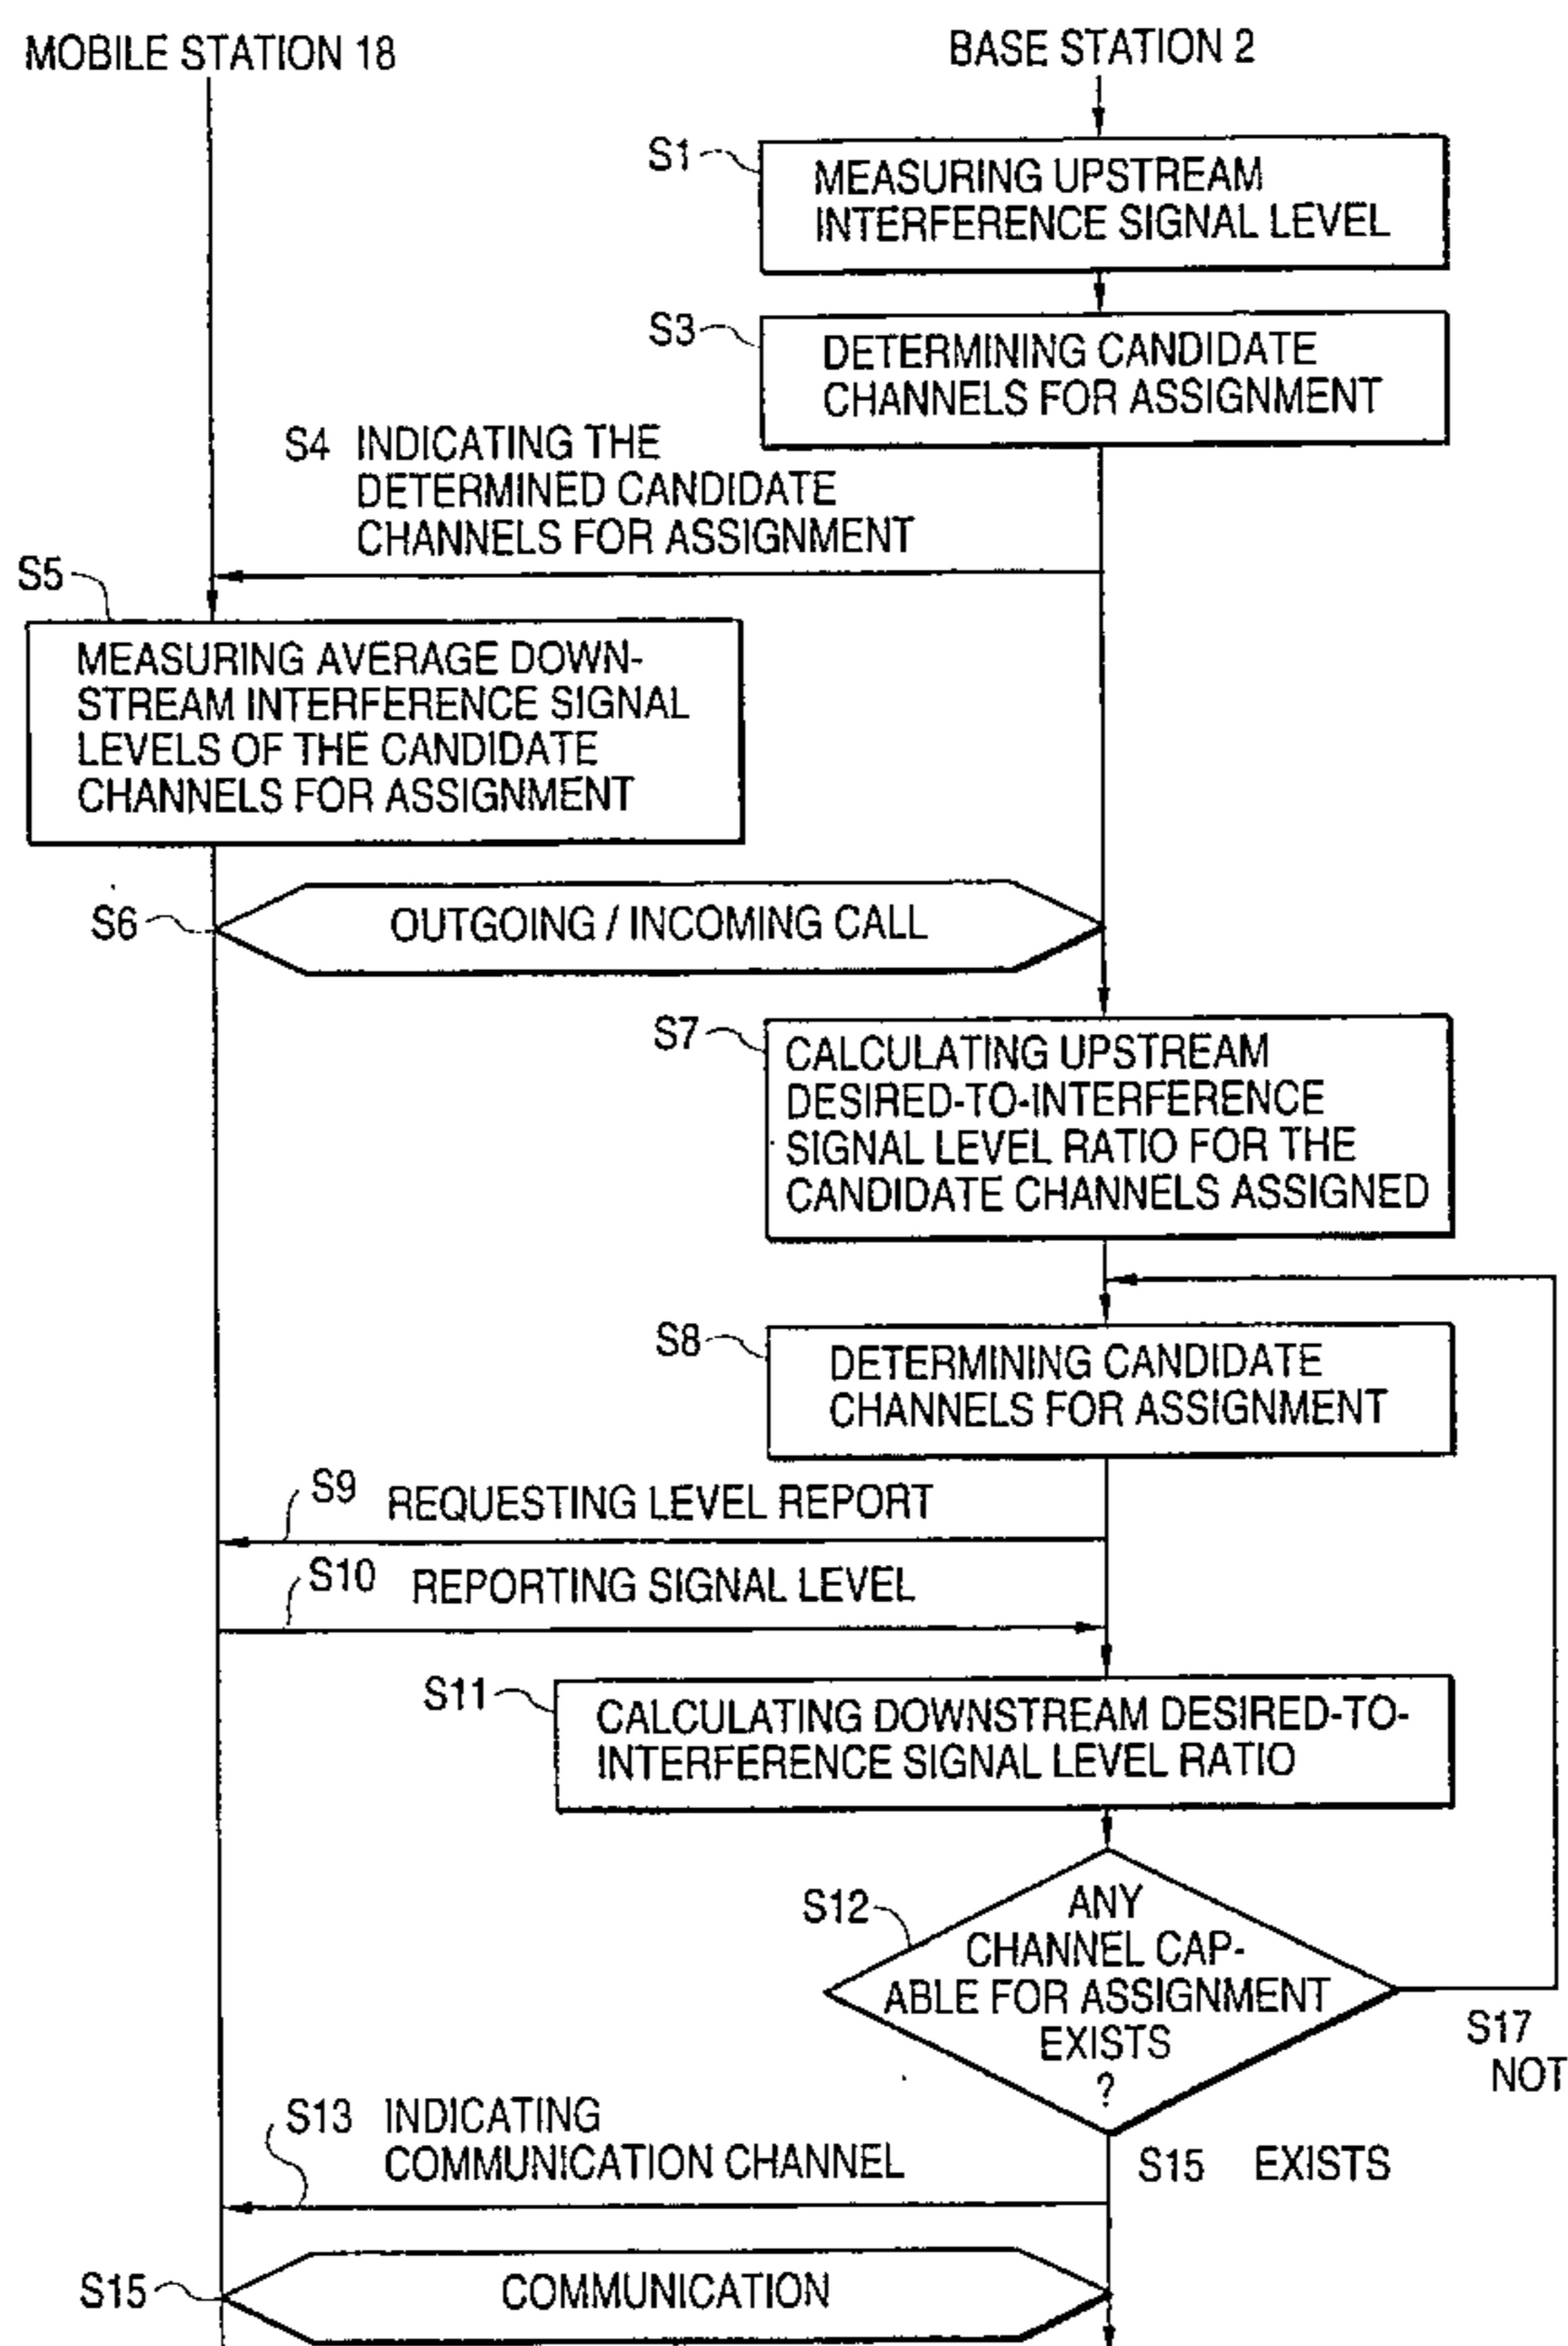 MOBILE STATION 18
BASE STATION 2
S1
MEASURING UPSTREAM
INTERFERENCE SIGNAL LEVEL
S3
DETERMINING CANDIDATE
CHANNELS FOR ASSIGNMENT
S4 INDICATING THE
DETERMINED CANDIDATE
CHANNELS FOR ASSIGNMENT
S5
MEASURING AVERAGE DOWN-
STREAM INTERFERENCE SIGNAL
LEVELS OF THE CANDIDATE
CHANNELS FOR ASSIGNMENT
S6
OUTGOING / INCOMING CALL
S7
CALCULATING UPSTREAM
DESIRED-TO-INTERFERENCE
SIGNAL LEVEL RATIO FOR THE
CANDIDATE CHANNELS ASSIGNED
S8
DETERMINING CANDIDATE
CHANNELS FOR ASSIGNMENT
S9 REQUESTING LEVEL REPORT
S10 REPORTING SIGNAL LEVEL
S11
CALCULATING DOWNSTREAM DESIRED-TO-
INTERFERENCE SIGNAL LEVEL RATIO
S12
ANY
CHANNEL CAP-
ABLE FOR ASSIGNMENT
EXISTS
?
S17
NOT
S13 INDICATING
COMMUNICATION CHANNEL
S15 EXISTS
S15
COMMUNICATION